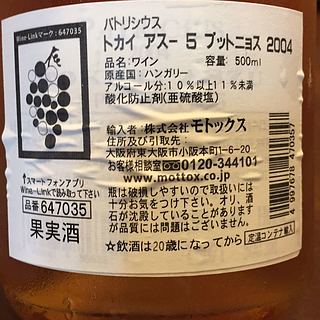 Wine-Linkマーク:647035
パトリシウス
トカイ アスー 5 プットニョス 2004
品名:ワイン 容量:500ml
原産国:ハンガリー
アルコール分:10%以上11%未満
酸化防止剤(亜硫酸塩)
輸入者:株式会社モトックス
住所及び引取先:
大阪府東大阪市小阪本町1-6-20
お客様相談室 0120-344101
www.mottox.co.jp
↑スマートフォンアプリ
Wine-Linkで読み取って下さい
品番 647035
果実酒
瓶は破損しやすいので取扱いには
十分お気をつけ下さい。オリ、酒
石が沈殿していることがあります
が品質には問題はございません。
☆飲酒は20歳になってから
定温コンテナ輸入
4 997678 470357